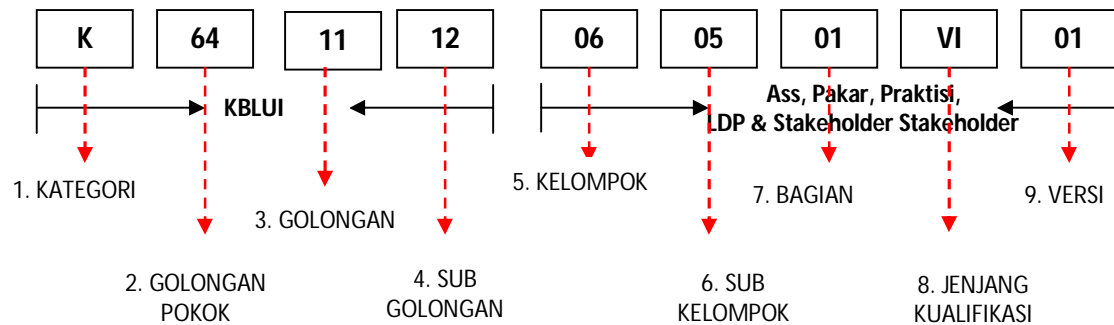 K 64 11 12 06 05 01 VI 01
KBLUI
Ass, Pakar, Praktisi,
LDP & Stakeholder Stakeholder
1. KATEGORI
5. KELOMPOK
7. BAGIAN
9. VERSI
3. GOLONGAN
2. GOLONGAN
POKOK
4. SUB
GOLONGAN
6. SUB
KELOMPOK
8. JENJANG
KUALIFIKASI